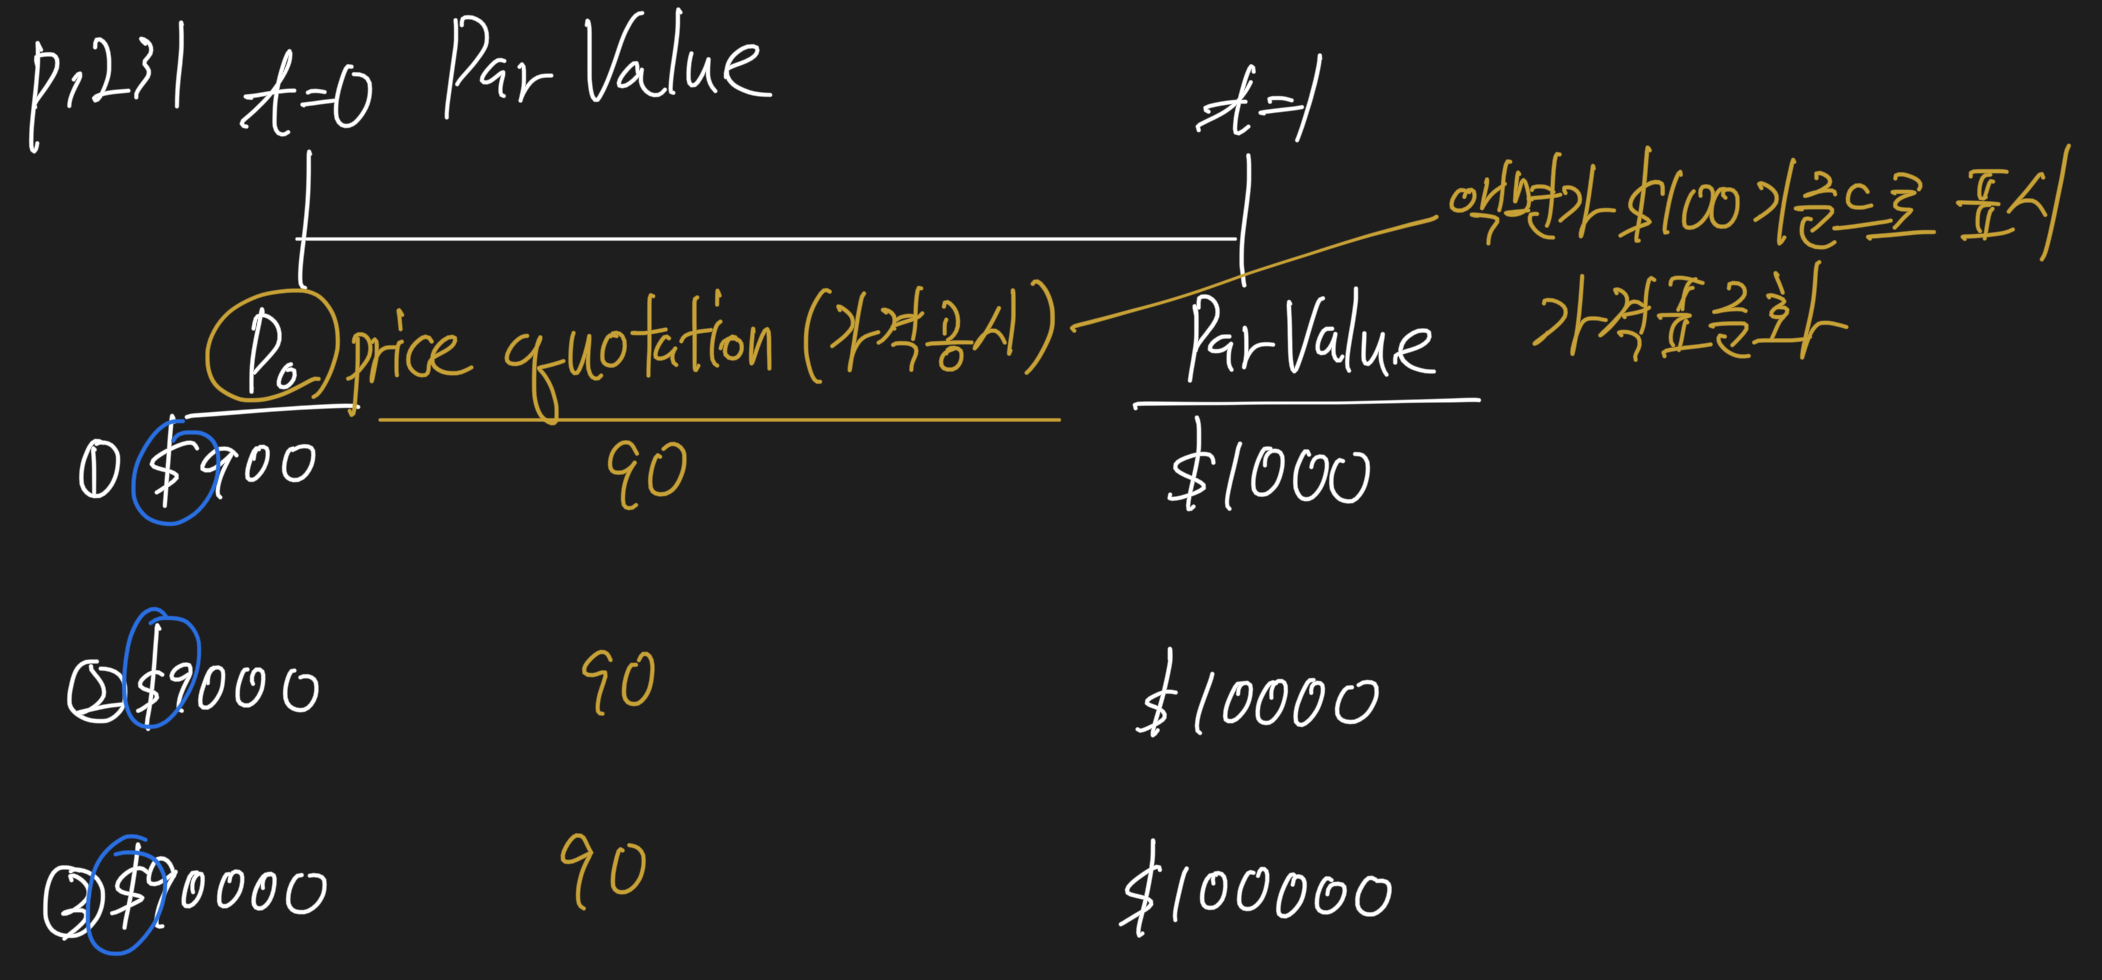 p.231 t=0 Par Value t=1
액면가 $100 기준으로 표시
가격표준화
P₀ price quotation (가격공시) Par Value
① $900 90 $1000
② $9000 90 $10000
③ $90000 90 $100000